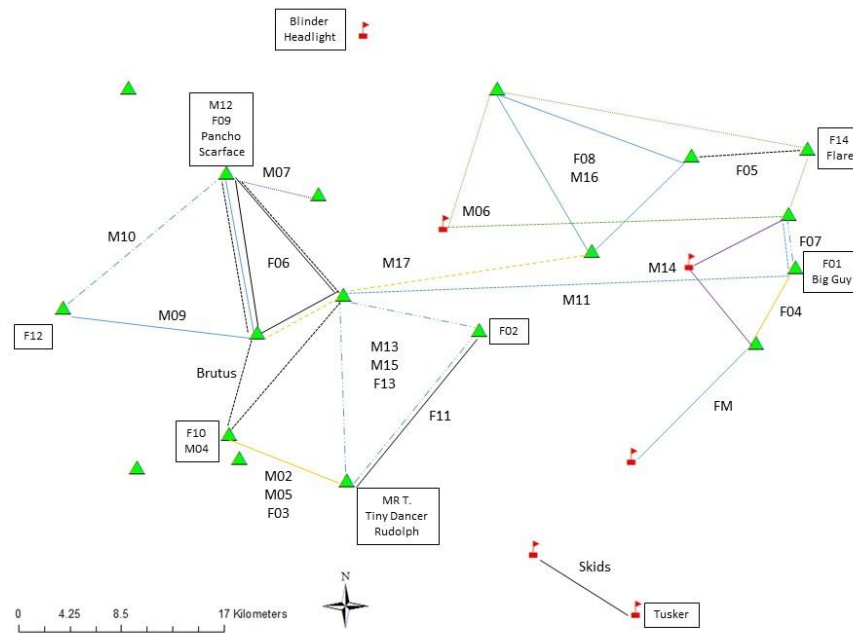 Blinder
Headlight
M12
F09
Pancho
Scarface
M07
F08
M16
F05
F14
Flare
M06
M10
F06
M17
M14
F07
F01
Big Guy
M11
F04
F12
M09
F02
M13
M15
F13
Brutus
F11
FM
F10
M04
M02
M05
F03
MR T.
Tiny Dancer
Rudolph
Skids
Tusker
N
0 4.25 8.5 17 Kilometers